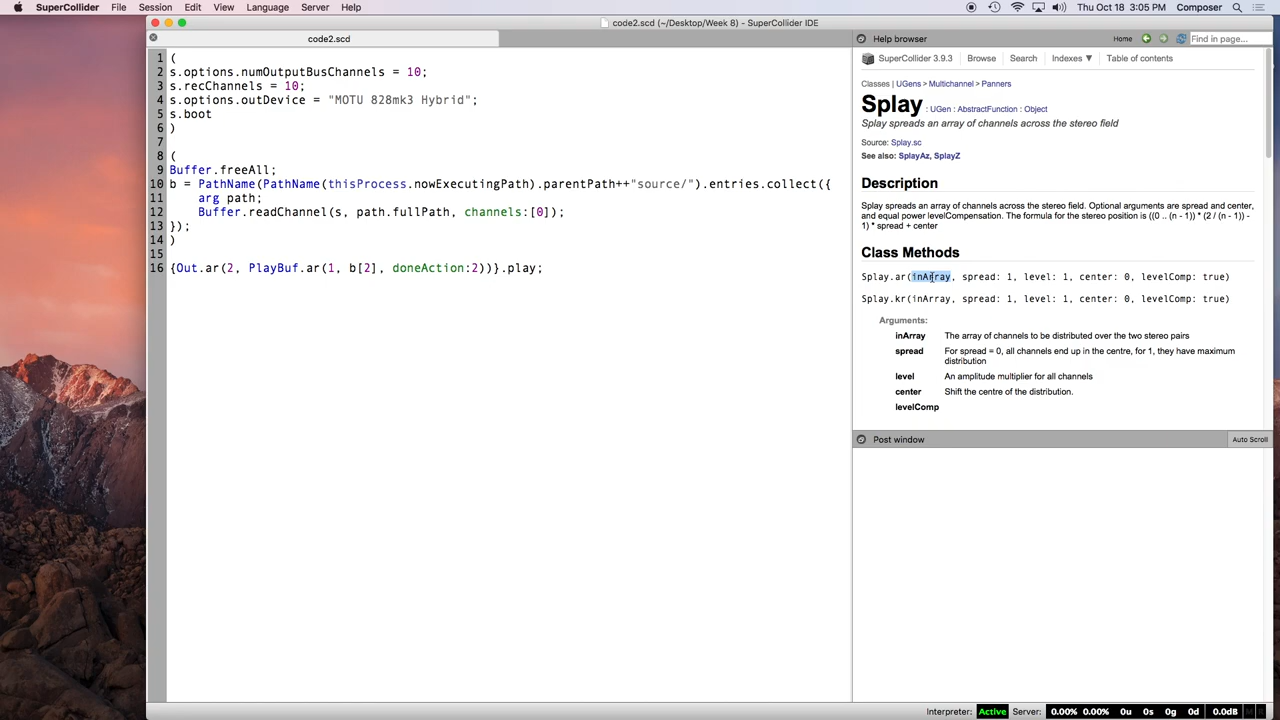 SuperCollider File Session Edit View Language Server Help Thu Oct 18 3:05 PM Composer
code2.scd (~/Desktop/Week 8) - SuperCollider IDE
code2.scd
1 (
2 s.options.numOutputBusChannels = 10;
3 s.recChannels = 10;
4 s.options.outDevice = "MOTU 828mk3 Hybrid";
5 s.boot
6 )
7
8 (
9 Buffer.freeAll;
10 b = PathName(PathName(thisProcess.nowExecutingPath).parentPath++"source/").entries.collect({
11 arg path;
12 Buffer.readChannel(s, path.fullPath, channels:[0]);
13 });
14 )
15
16 {Out.ar(2, PlayBuf.ar(1, b[2], doneAction:2))}.play;
Help browser Home Find in page...
SuperCollider 3.9.3 Browse Search Indexes ▼ Table of contents
Classes | UGens > Multichannel > Panners
Splay : UGen : AbstractFunction : Object
Splay spreads an array of channels across the stereo field
Source: Splay.sc
See also: SplayAz, SplayZ
Description
Splay spreads an array of channels across the stereo field. Optional arguments are spread and center,
and equal power levelCompensation. The formula for the stereo position is ((0 .. (n - 1)) * (2 / (n - 1)) -
1) * spread + center
Class Methods
Splay.ar(inArray, spread: 1, level: 1, center: 0, levelComp: true)
Splay.kr(inArray, spread: 1, level: 1, center: 0, levelComp: true)
Arguments:
inArray The array of channels to be distributed over the two stereo pairs
spread For spread = 0, all channels end up in the centre, for 1, they have maximum
distribution
level An amplitude multiplier for all channels
center Shift the centre of the distribution.
levelComp
Post window Auto Scroll
Interpreter: Active Server: 0.00% 0.00% 0u 0s 0g 0d 0.0dB M R